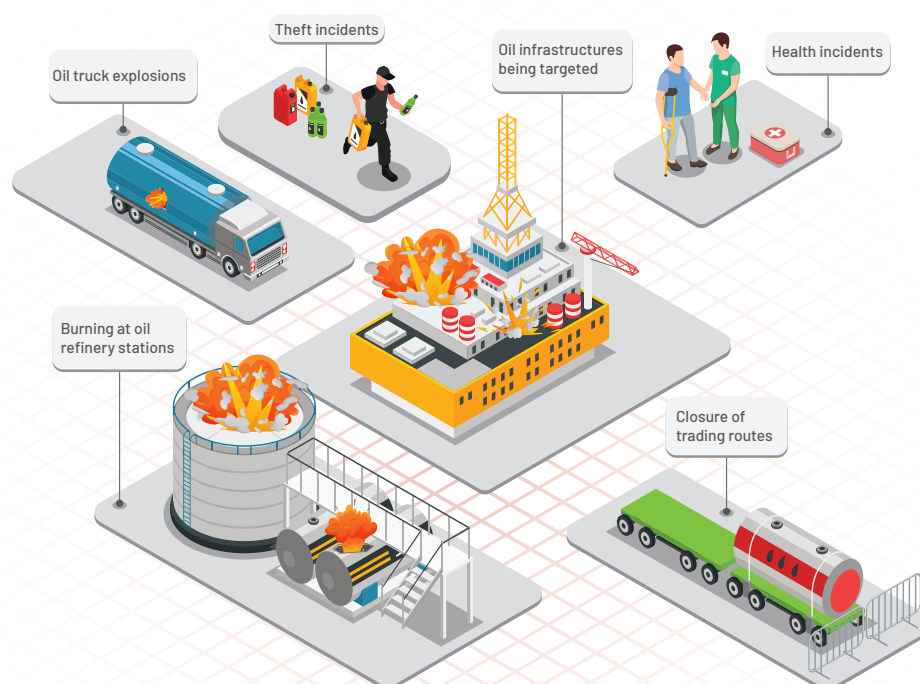 Theft incidents
Oil infrastructures
being targeted
Health incidents
Oil truck explosions
Burning at oil
refinery stations
Closure of
trading routes